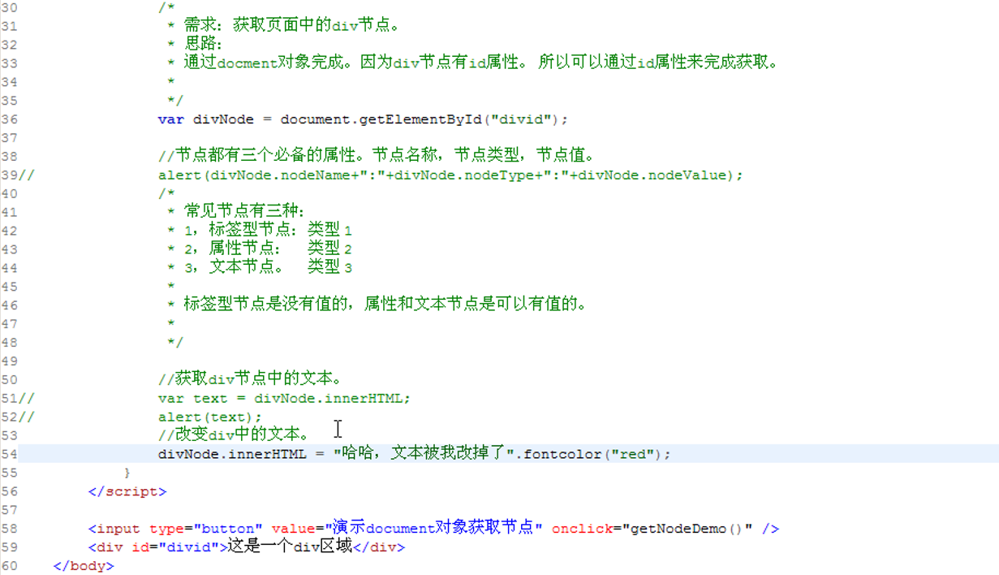 30 /*
31 * 需求：获取页面中的div节点。
32 * 思路：
33 * 通过docment对象完成。因为div节点有id属性。 所以可以通过id属性来完成获取。
34 *
35 */
36 var divNode = document.getElementById("divid");
37
38 //节点都有三个必备的属性。节点名称，节点类型，节点值。
39// alert(divNode.nodeName+":"+divNode.nodeType+":"+divNode.nodeValue);
40 /*
41 * 常见节点有三种：
42 * 1，标签型节点：类型 1
43 * 2，属性节点： 类型 2
44 * 3，文本节点。 类型 3
45 *
46 * 标签型节点是没有值的，属性和文本节点是可以有值的。
47 *
48 */
49
50 //获取div节点中的文本。
51// var text = divNode.innerHTML;
52// alert(text);
53 //改变div中的文本。
54 divNode.innerHTML = "哈哈，文本被我改掉了".fontcolor("red");
55 }
56 </script>
57
58 <input type="button" value="演示document对象获取节点" onclick="getNodeDemo()" />
59 <div id="divid">这是一个div区域</div>
60 </body>